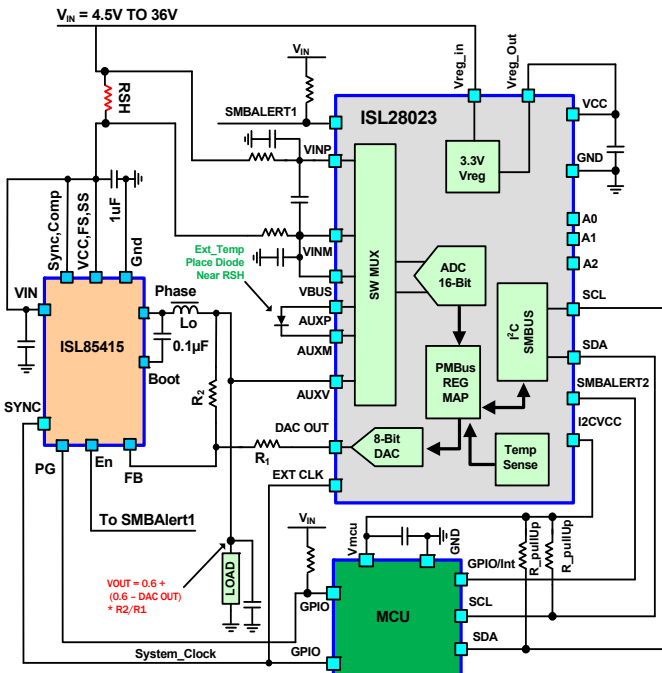 VIN = 4.5V TO 36V
RSH
VIN
SMBALERT1
Vreg_in
Vreg_Out
ISL28023
VCC
GND
3.3V
Vreg
VINP
VINM
VBUS
AUXP
AUXM
AUXV
SW MUX
ADC
16-Bit
A0
A1
A2
SCL
SDA
SMBALERT2
I2CVCC
I2C
SMBUS
PMBus
REG
MAP
8-Bit
DAC
Temp
Sense
DAC OUT
EXT CLK
Ext_Temp
Place Diode
Near RSH
Sync,Comp
VCC,FS,SS
1uF
Gnd
VIN
ISL85415
Phase
Lo
0.1µF
Boot
SYNC
PG
En
FB
R2
R1
To SMBAlert1
VIN
VOUT = 0.6 +
(0.6 – DAC OUT)
* R2/R1
LOAD
System_Clock
Vmcu
GND
R_pullUp
R_pullUp
GPIO
GPIO
MCU
GPIO/Int
SCL
SDA